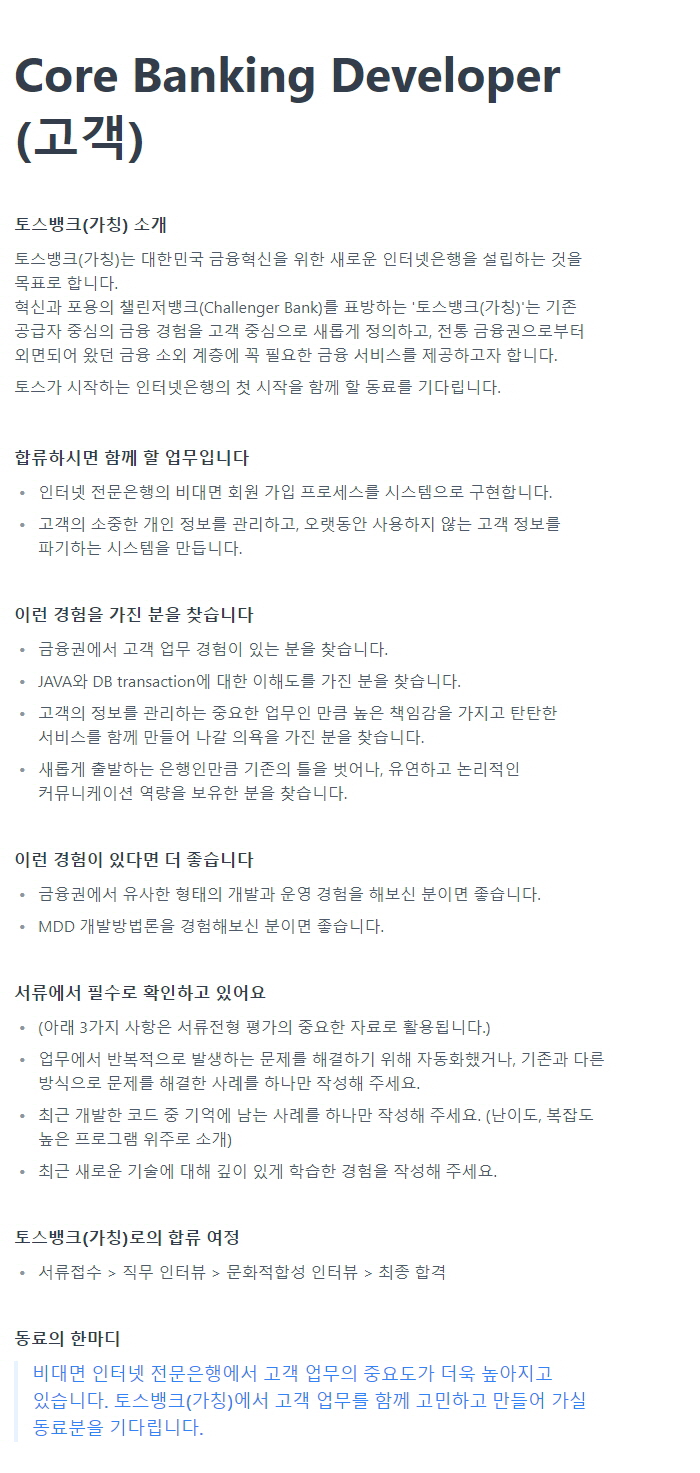 Core Banking Developer
(고객)
토스뱅크(가칭) 소개
토스뱅크(가칭)는 대한민국 금융혁신을 위한 새로운 인터넷은행을 설립하는 것을
목표로 합니다.
혁신과 포용의 챌린저뱅크(Challenger Bank)를 표방하는 '토스뱅크(가칭)'는 기존
공급자 중심의 금융 경험을 고객 중심으로 새롭게 정의하고, 전통 금융권으로부터
외면되어 왔던 금융 소외 계층에 꼭 필요한 금융 서비스를 제공하고자 합니다.
토스가 시작하는 인터넷은행의 첫 시작을 함께 할 동료를 기다립니다.
합류하시면 함께 할 업무입니다
• 인터넷 전문은행의 비대면 회원 가입 프로세스를 시스템으로 구현합니다.
• 고객의 소중한 개인 정보를 관리하고, 오랫동안 사용하지 않는 고객 정보를
파기하는 시스템을 만듭니다.
이런 경험을 가진 분을 찾습니다
• 금융권에서 고객 업무 경험이 있는 분을 찾습니다.
• JAVA와 DB transaction에 대한 이해도를 가진 분을 찾습니다.
• 고객의 정보를 관리하는 중요한 업무인 만큼 높은 책임감을 가지고 탄탄한
서비스를 함께 만들어 나갈 의욕을 가진 분을 찾습니다.
• 새롭게 출발하는 은행인만큼 기존의 틀을 벗어나, 유연하고 논리적인
커뮤니케이션 역량을 보유한 분을 찾습니다.
이런 경험이 있다면 더 좋습니다
• 금융권에서 유사한 형태의 개발과 운영 경험을 해보신 분이면 좋습니다.
• MDD 개발방법론을 경험해보신 분이면 좋습니다.
서류에서 필수로 확인하고 있어요
• (아래 3가지 사항은 서류전형 평가의 중요한 자료로 활용됩니다.)
• 업무에서 반복적으로 발생하는 문제를 해결하기 위해 자동화했거나, 기존과 다른
방식으로 문제를 해결한 사례를 하나만 작성해 주세요.
• 최근 개발한 코드 중 기억에 남는 사례를 하나만 작성해 주세요. (난이도, 복잡도
높은 프로그램 위주로 소개)
• 최근 새로운 기술에 대해 깊이 있게 학습한 경험을 작성해 주세요.
토스뱅크(가칭)로의 합류 여정
• 서류접수 > 직무 인터뷰 > 문화적합성 인터뷰 > 최종 합격
동료의 한마디
비대면 인터넷 전문은행에서 고객 업무의 중요도가 더욱 높아지고
있습니다. 토스뱅크(가칭)에서 고객 업무를 함께 고민하고 만들어 가실
동료분을 기다립니다.